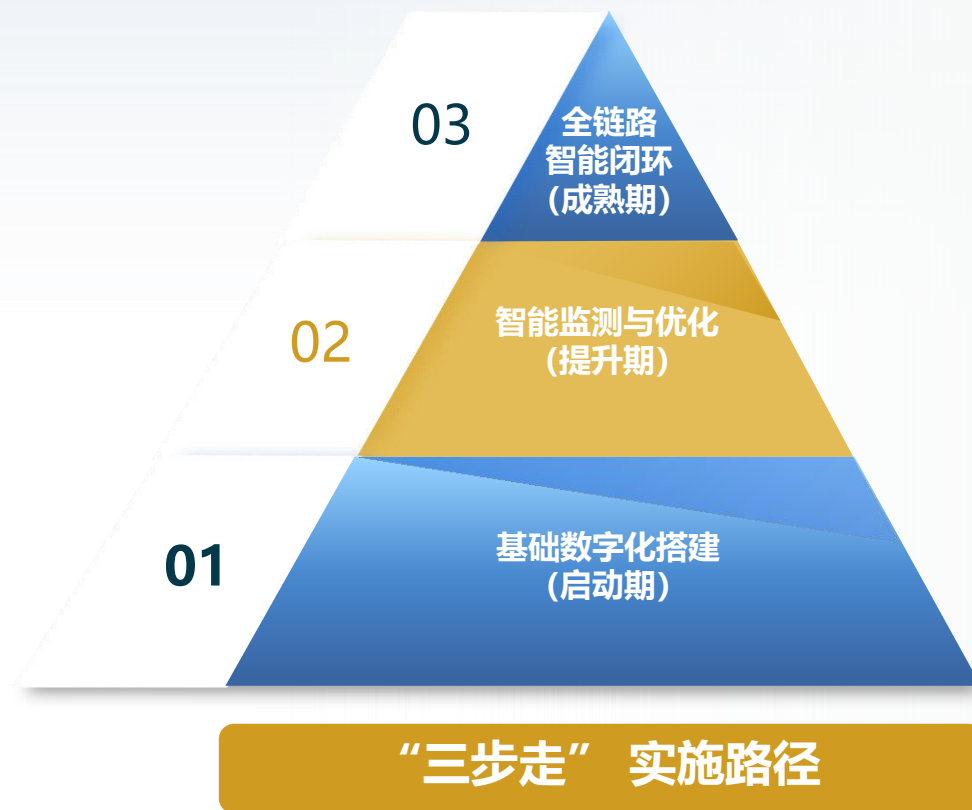 03
全链路
智能闭环
（成熟期）
02
智能监测与优化
（提升期）
01
基础数字化搭建
（启动期）
“三步走” 实施路径